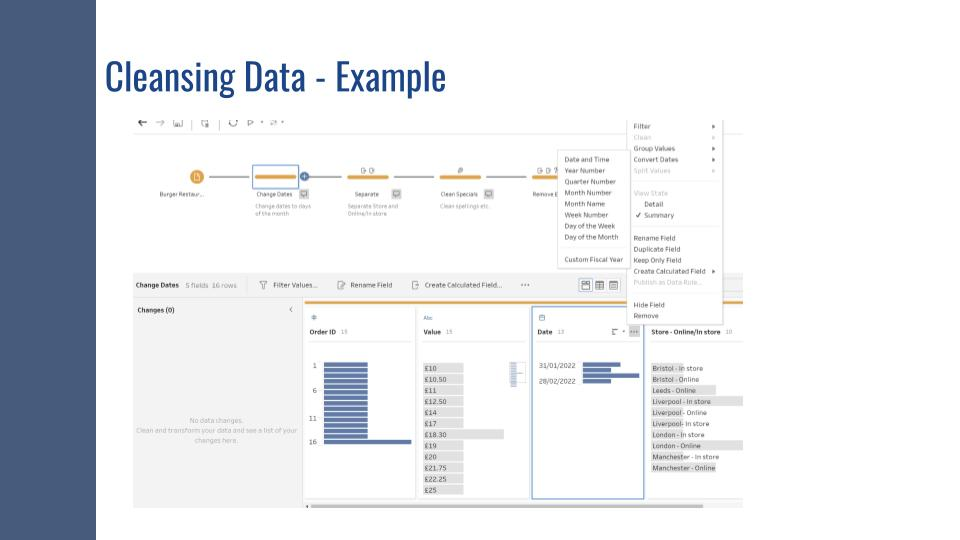 Cleansing Data - Example
Burger Restaur...
Change Dates
Change dates to days
of the month
Separate
Separate Store and
Online/In store
Clean Specials
Clean spellings etc.
Remove E
Date and Time
Year Number
Quarter Number
Month Number
Month Name
Week Number
Day of the Week
Day of the Month
Custom Fiscal Year
Filter
Clean
Group Values
Convert Dates
Split Values
View State
Detail
✓ Summary
Rename Field
Duplicate Field
Keep Only Field
Create Calculated Field
Publish as Data Role...
Hide Field
Remove
Change Dates 5 fields 16 rows
Filter Values...
Rename Field
Create Calculated Field...
Changes (0)
No data changes.
Clean and transform your data and see a list of your
changes here.
Order ID 15
1
6
11
16
Abc
Value 15
£10
£10.50
£11
£12.50
£14
£17
£18.30
£19
£20
£21.75
£22.25
£25
Date 13
31/01/2022
28/02/2022
Store - Online/In store 10
Bristol - In store
Bristol - Online
Leeds - Online
Liverpool - In store
Liverpool - Online
Liverpool- In store
London - In store
London - Online
Manchester - In store
Manchester - Online